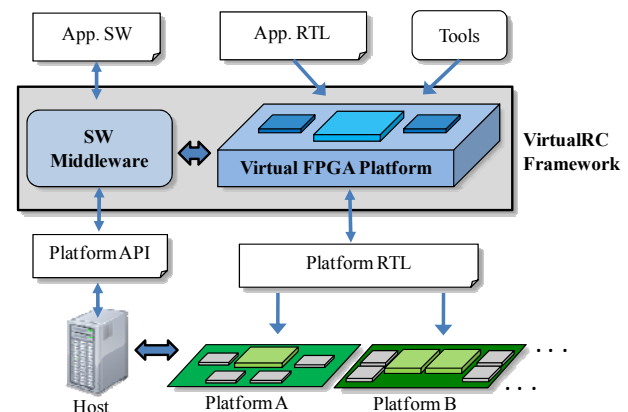 App. SW
App. RTL
Tools
SW
Middleware
Virtual FPGA Platform
VirtualRC
Framework
Platform API
Platform RTL
Host
Platform A
Platform B
. . .
. . .